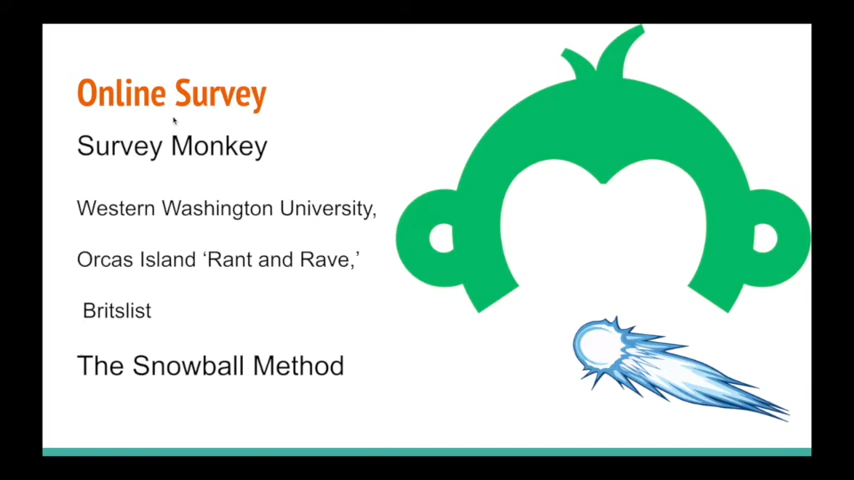 Online Survey
Survey Monkey
Western Washington University,
Orcas Island ‘Rant and Rave,’
Britslist
The Snowball Method